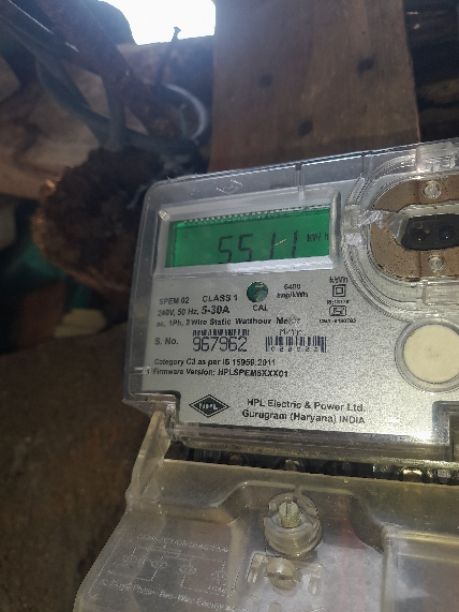 5511 kWh
SPEM 02 CLASS 1
6400
imp/kWh
kWh
240V, 50 Hz, 5-30A
CAL
ac, 1Ph, 2 Wire Static Watthour Meter
S. No. 967962
Category C3 as per IS 15959:2011
Firmware Version:
HPL
HPL Electric & Power Ltd.
Gurugram (Haryana) INDIA